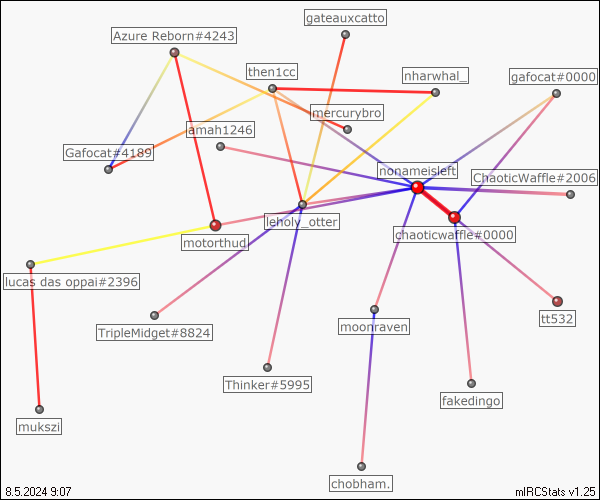 gateauxcatto
Azure Reborn#4243
then1cc
nharwhal_
gafocat#0000
mercurybro
amah1246
Gafocat#4189
nonameisleft
ChaoticWaffle#2006
leholy_otter
chaoticwaffle#0000
motorthud
lucas das oppai#2396
TripleMidget#8824
moonraven
tt532
Thinker#5995
fakedingo
mukszi
chobham.
8.5.2024 9:07
mIRCStats v1.25